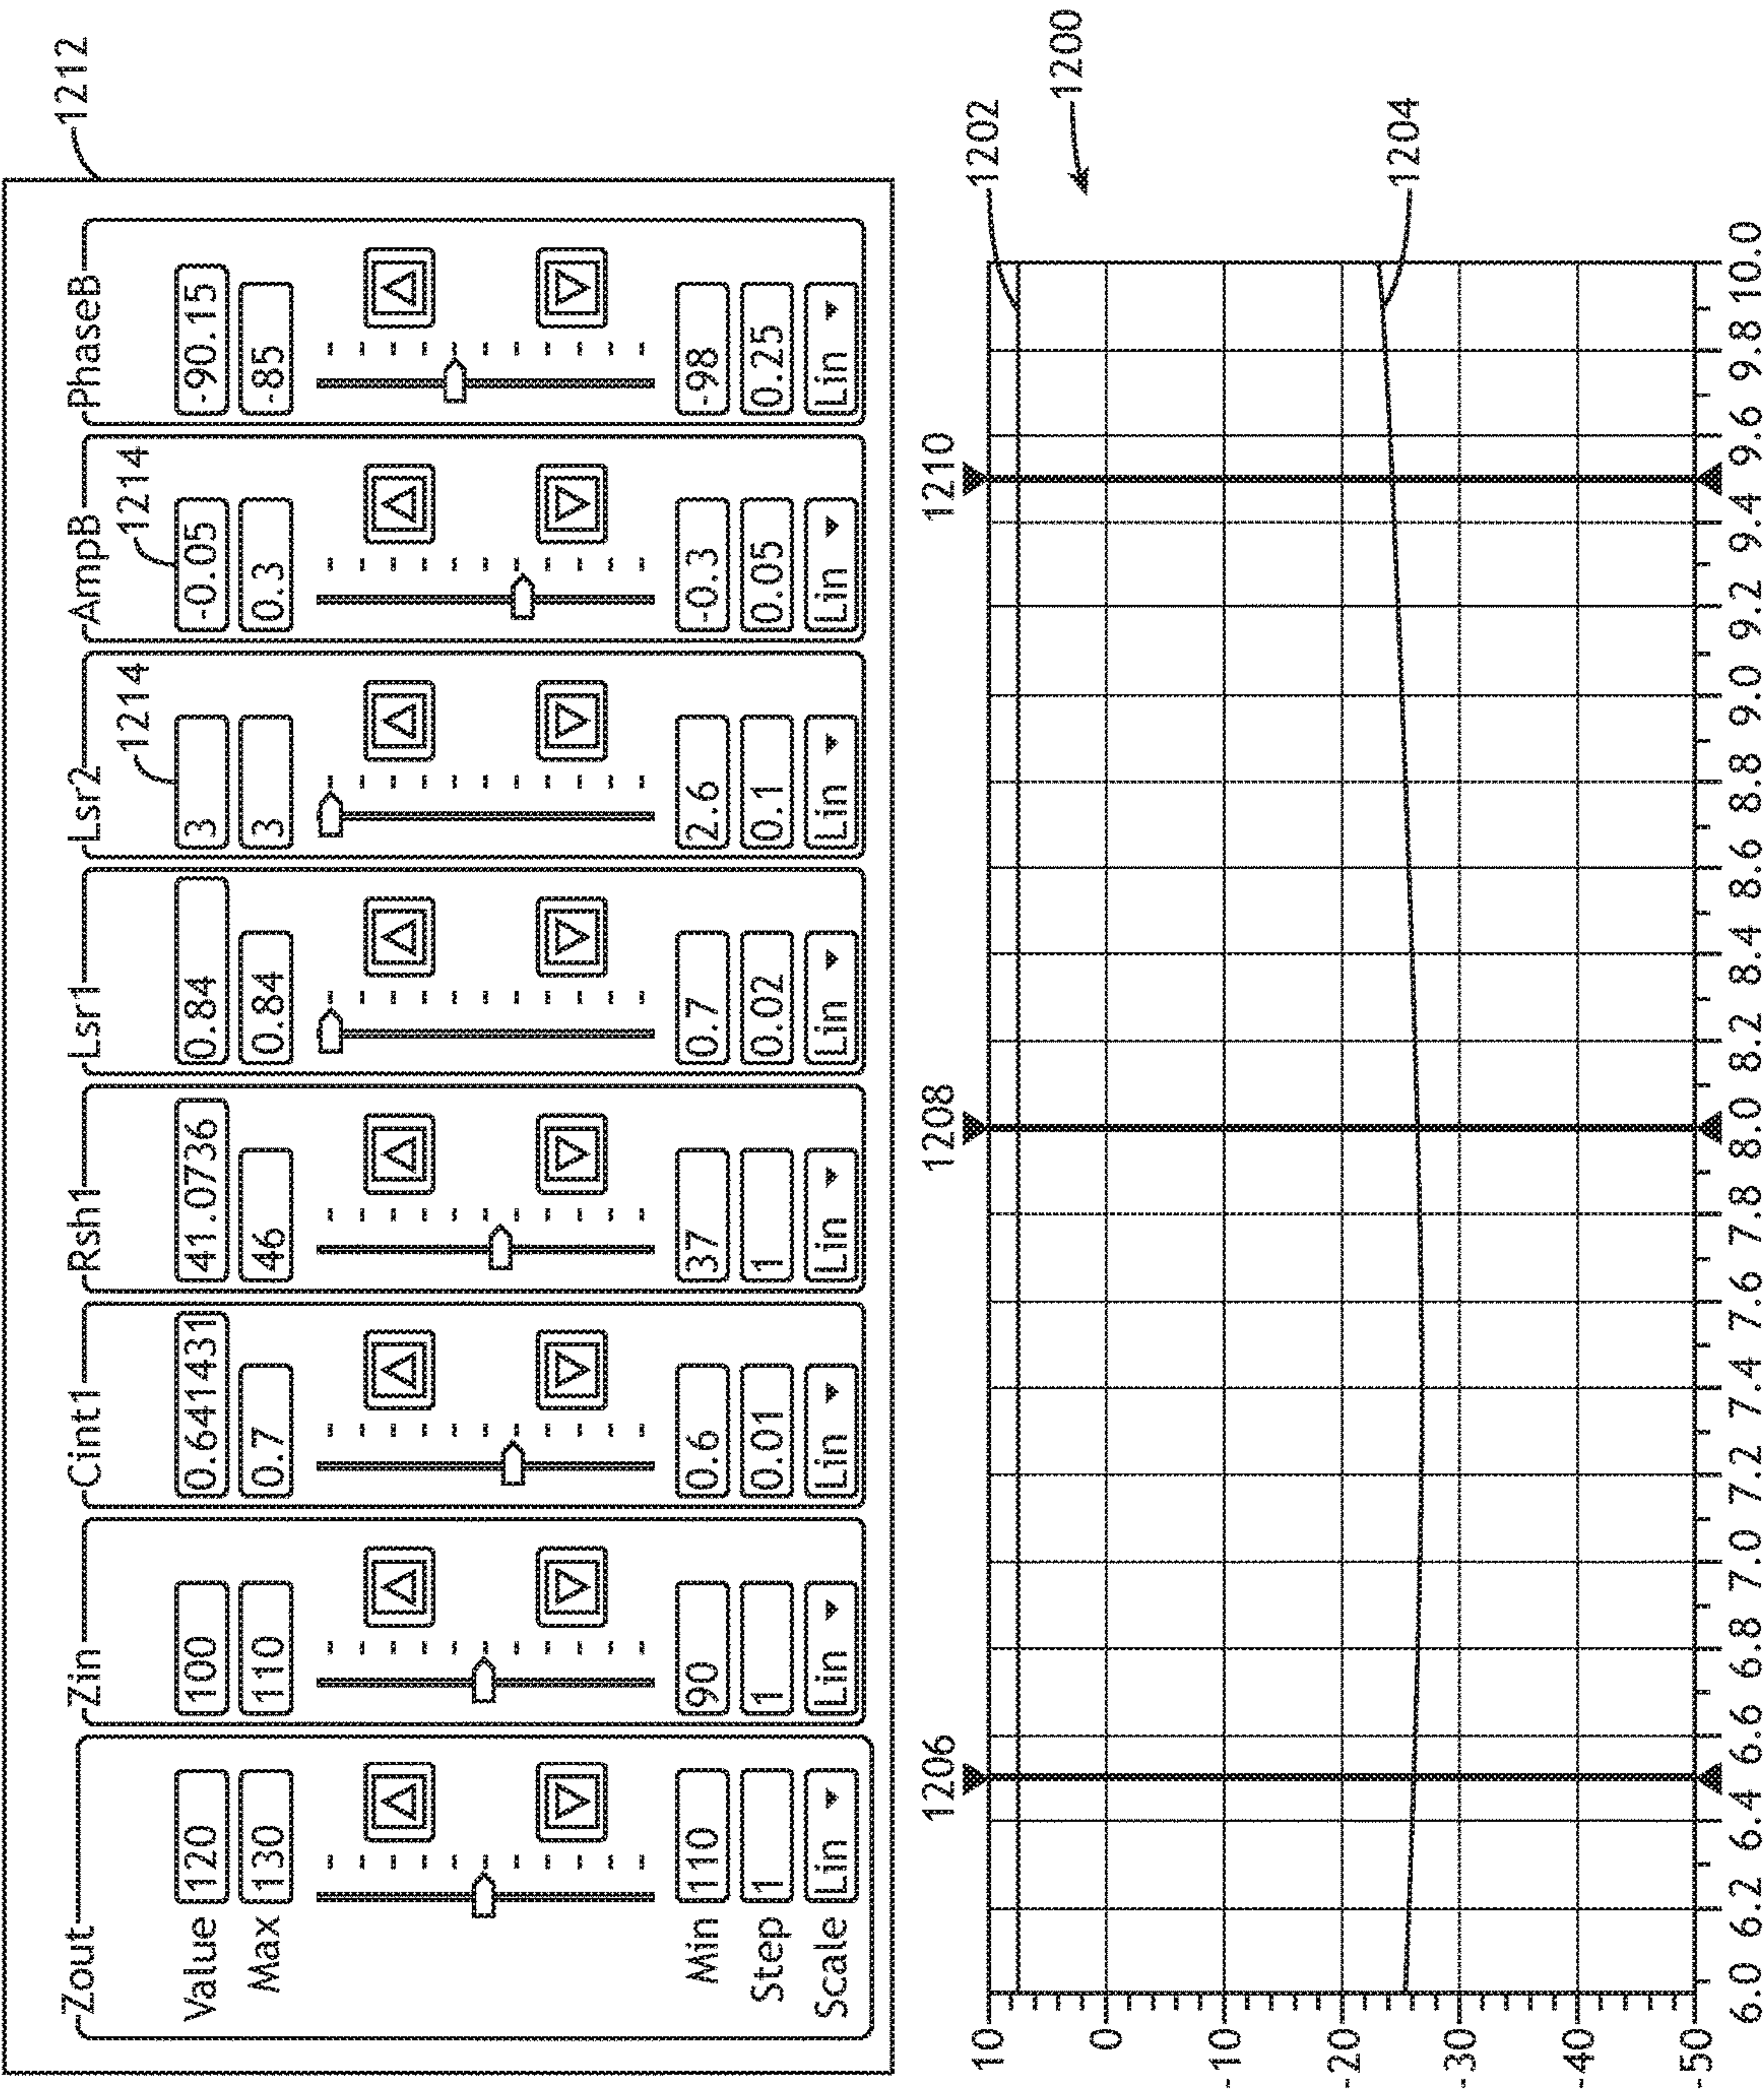 1212
Zout
Zin
Cint1
Rsh1
Lsr1
Lsr2
AmpB
PhaseB
1214
1214
Value 120 100 0.641431 41.0736 0.84 3 -0.05 -90.15
Max 130 110 0.7 46 0.84 3 0.3 -85
Min 110 90 0.6 37 0.7 2.6 -0.3 -98
Step 1 1 0.01 1 0.02 0.1 0.05 0.25
Scale Lin Lin Lin Lin Lin Lin Lin Lin
1206
1208
1210
1202
1200
1204
10
0
-10
-20
-30
-40
-50
6.0 6.2 6.4 6.6 6.8 7.0 7.2 7.4 7.6 7.8 8.0 8.2 8.4 8.6 8.8 9.0 9.2 9.4 9.6 9.8 10.0